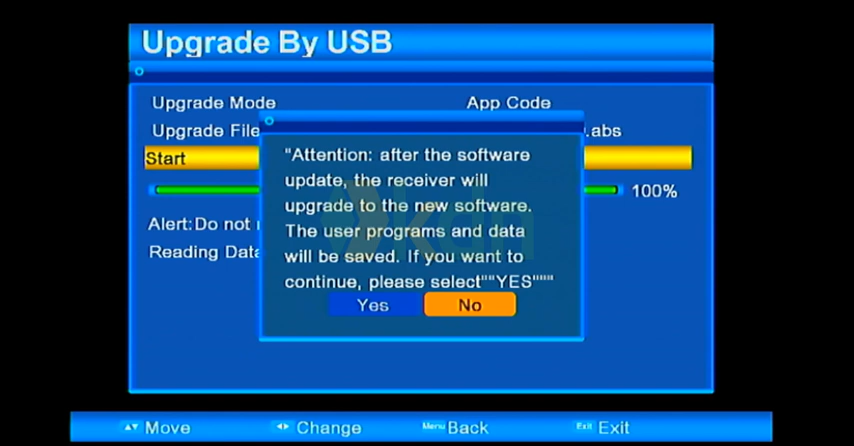 Upgrade By USB
Upgrade Mode App Code
Upgrade File .abs
Start
100%
Alert:Do not
Reading Data
"Attention: after the software
update, the receiver will
upgrade to the new software.
The user programs and data
will be saved. If you want to
continue, please select""YES"""
Yes No
Move Change Menu Back Exit Exit